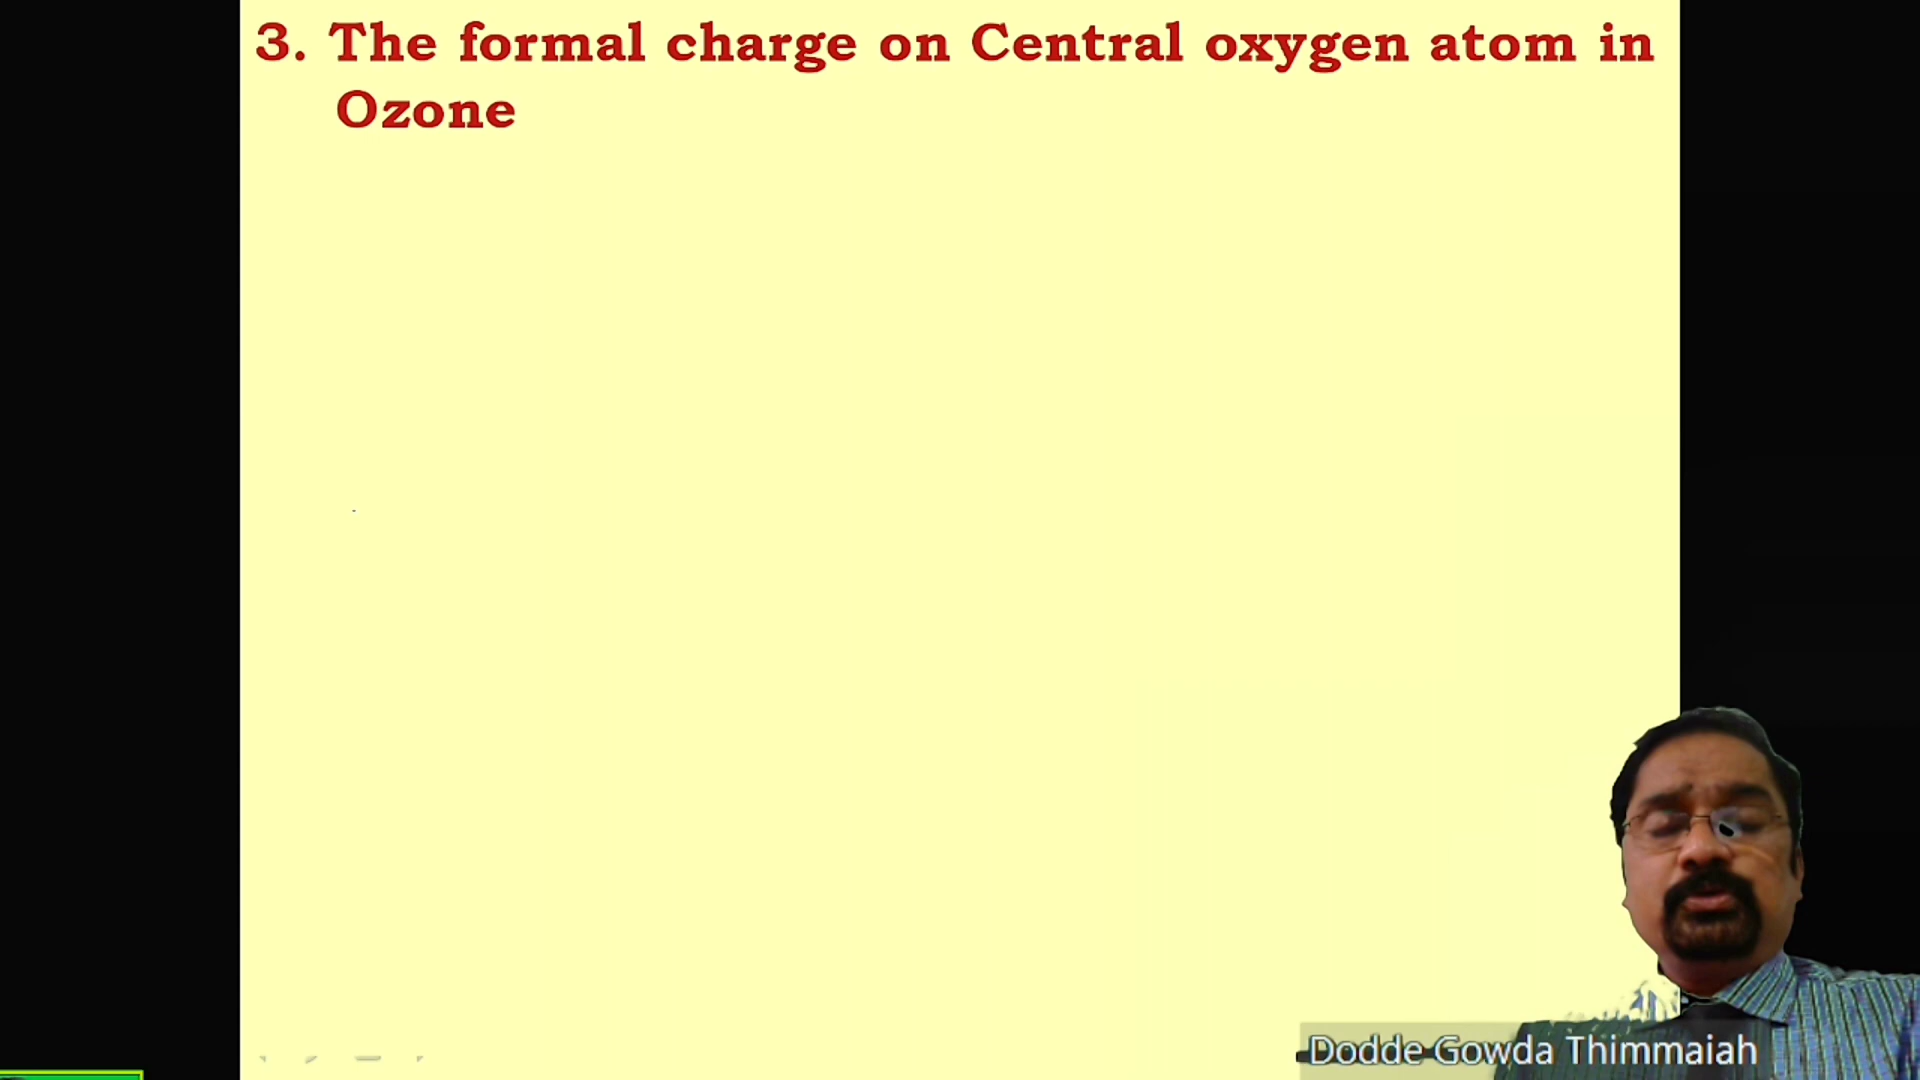 3. The formal charge on Central oxygen atom in
Ozone
Dodde Gowda Thimmaiah